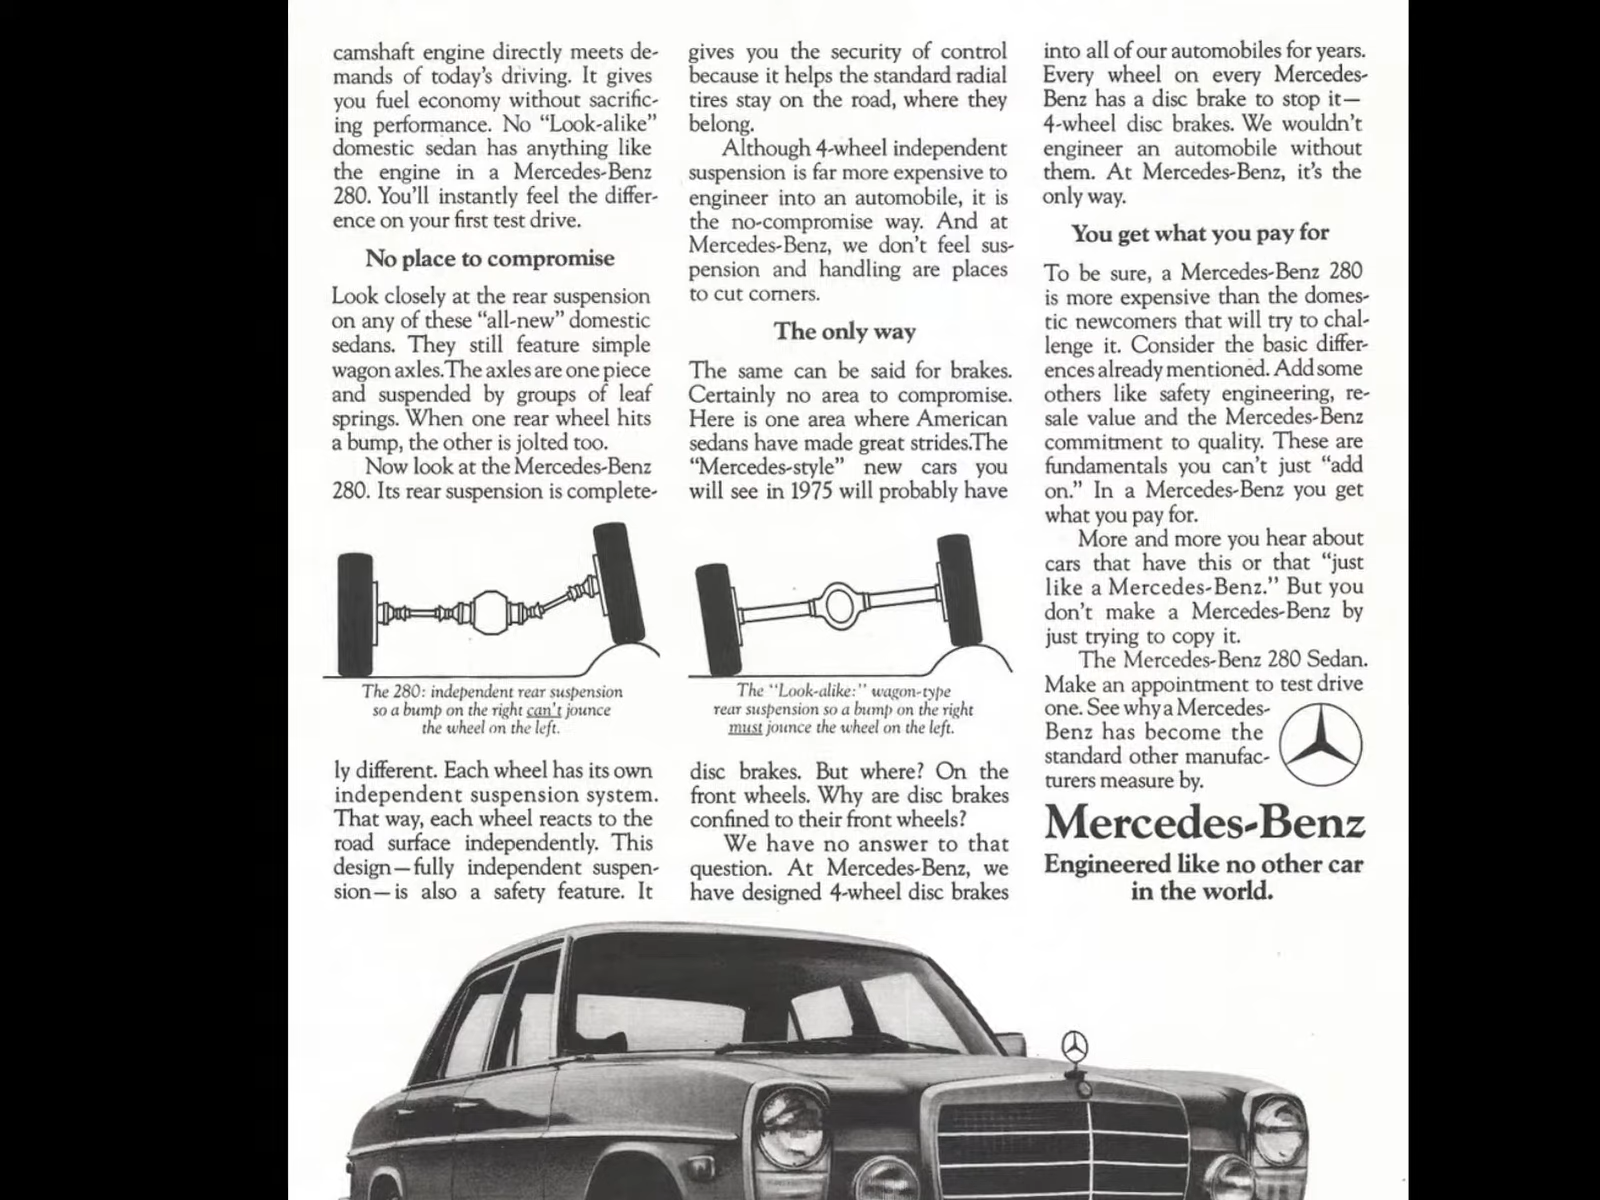 camshaft engine directly meets de-
mands of today's driving. It gives
you fuel economy without sacrific-
ing performance. No “Look-alike”
domestic sedan has anything like
the engine in a Mercedes-Benz
280. You'll instantly feel the differ-
ence on your first test drive.
No place to compromise
Look closely at the rear suspension
on any of these “all-new” domestic
sedans. They still feature simple
wagon axles.The axles are one piece
and suspended by groups of leaf
springs. When one rear wheel hits
a bump, the other is jolted too.
Now look at the Mercedes-Benz
280. Its rear suspension is complete-
The 280: independent rear suspension
so a bump on the right can't jounce
the wheel on the left.
ly different. Each wheel has its own
independent suspension system.
That way, each wheel reacts to the
road surface independently. This
design—fully independent suspen-
sion—is also a safety feature. It
gives you the security of control
because it helps the standard radial
tires stay on the road, where they
belong.
Although 4-wheel independent
suspension is far more expensive to
engineer into an automobile, it is
the no-compromise way. And at
Mercedes-Benz, we don't feel sus-
pension and handling are places
to cut corners.
The only way
The same can be said for brakes.
Certainly no area to compromise.
Here is one area where American
sedans have made great strides.The
“Mercedes-style” new cars you
will see in 1975 will probably have
The “Look-alike:” wagon-type
rear suspension so a bump on the right
must jounce the wheel on the left.
disc brakes. But where? On the
front wheels. Why are disc brakes
confined to their front wheels?
We have no answer to that
question. At Mercedes-Benz, we
have designed 4-wheel disc brakes
into all of our automobiles for years.
Every wheel on every Mercedes-
Benz has a disc brake to stop it—
4-wheel disc brakes. We wouldn't
engineer an automobile without
them. At Mercedes-Benz, it's the
only way.
You get what you pay for
To be sure, a Mercedes-Benz 280
is more expensive than the domes-
tic newcomers that will try to chal-
lenge it. Consider the basic differ-
ences already mentioned. Add some
others like safety engineering, re-
sale value and the Mercedes-Benz
commitment to quality. These are
fundamentals you can't just “add
on.” In a Mercedes-Benz you get
what you pay for.
More and more you hear about
cars that have this or that “just
like a Mercedes-Benz.” But you
don't make a Mercedes-Benz by
just trying to copy it.
The Mercedes-Benz 280 Sedan.
Make an appointment to test drive
one. See why a Mercedes-
Benz has become the
standard other manufac-
turers measure by.
Mercedes-Benz
Engineered like no other car
in the world.